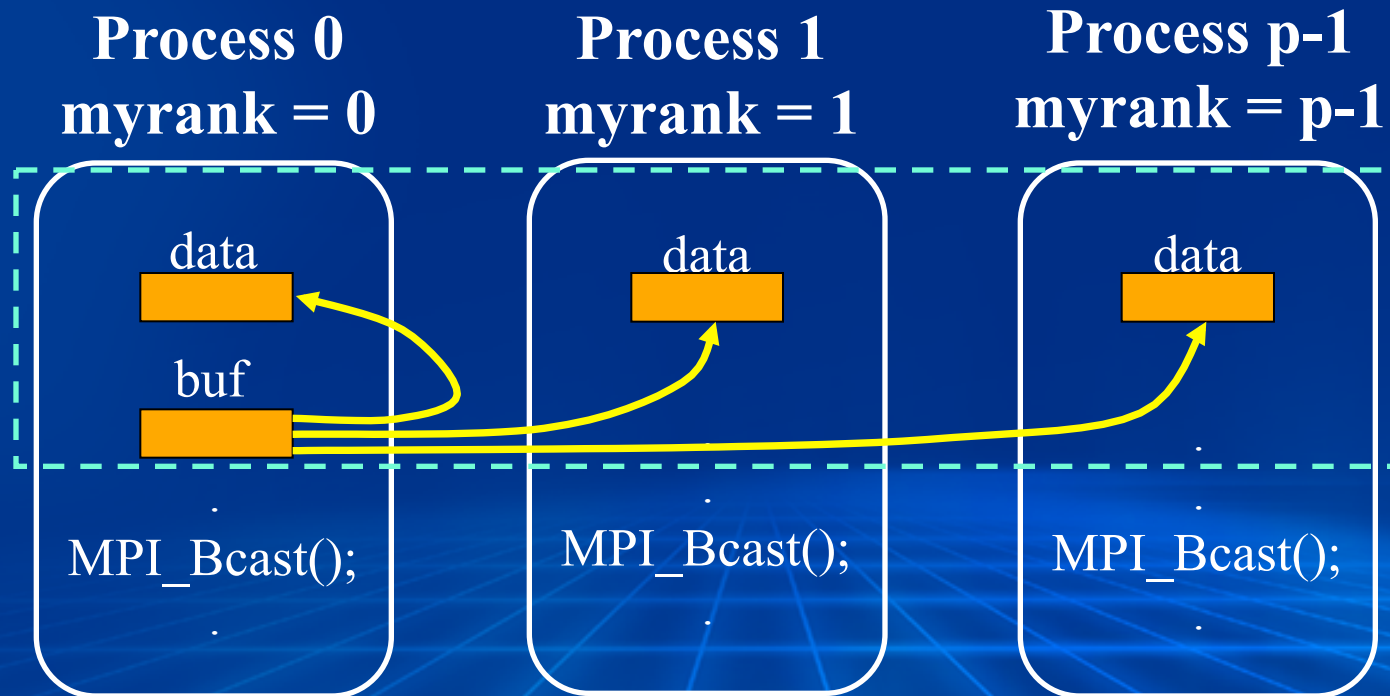 Process 0
myrank = 0
Process 1
myrank = 1
Process p-1
myrank = p-1
data
data
data
buf
.
MPI_Bcast();
.
.
.
MPI_Bcast();
.
.
.
MPI_Bcast();
.